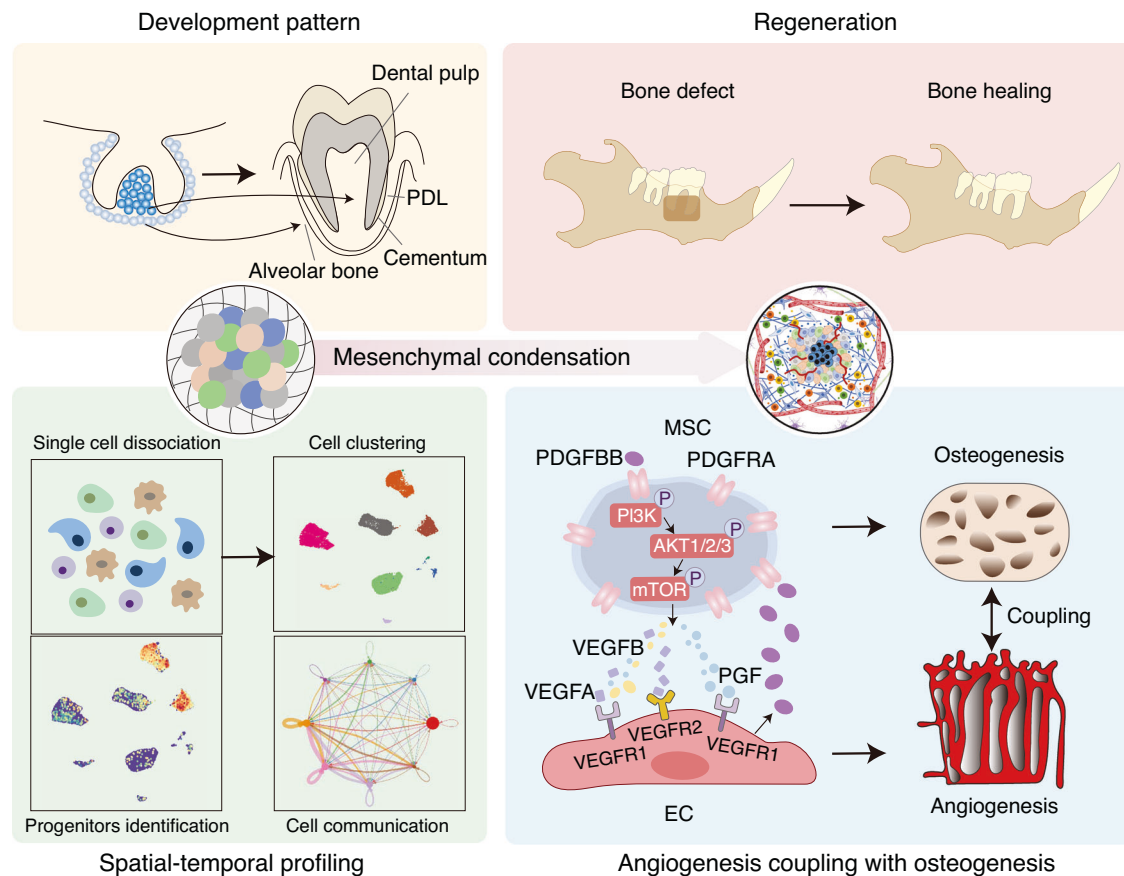 Development pattern
Regeneration
Dental pulp
PDL
Cementum
Alveolar bone
Bone defect
Bone healing
Mesenchymal condensation
Single cell dissociation
Cell clustering
Progenitors identification
Cell communication
Spatial-temporal profiling
MSC
PDGFBB
PDGFRA
P
PI3K
P
AKT1/2/3
P
mTOR
VEGFB
VEGFA
PGF
VEGFR1
VEGFR2
VEGFR1
EC
Osteogenesis
Coupling
Angiogenesis
Angiogenesis coupling with osteogenesis